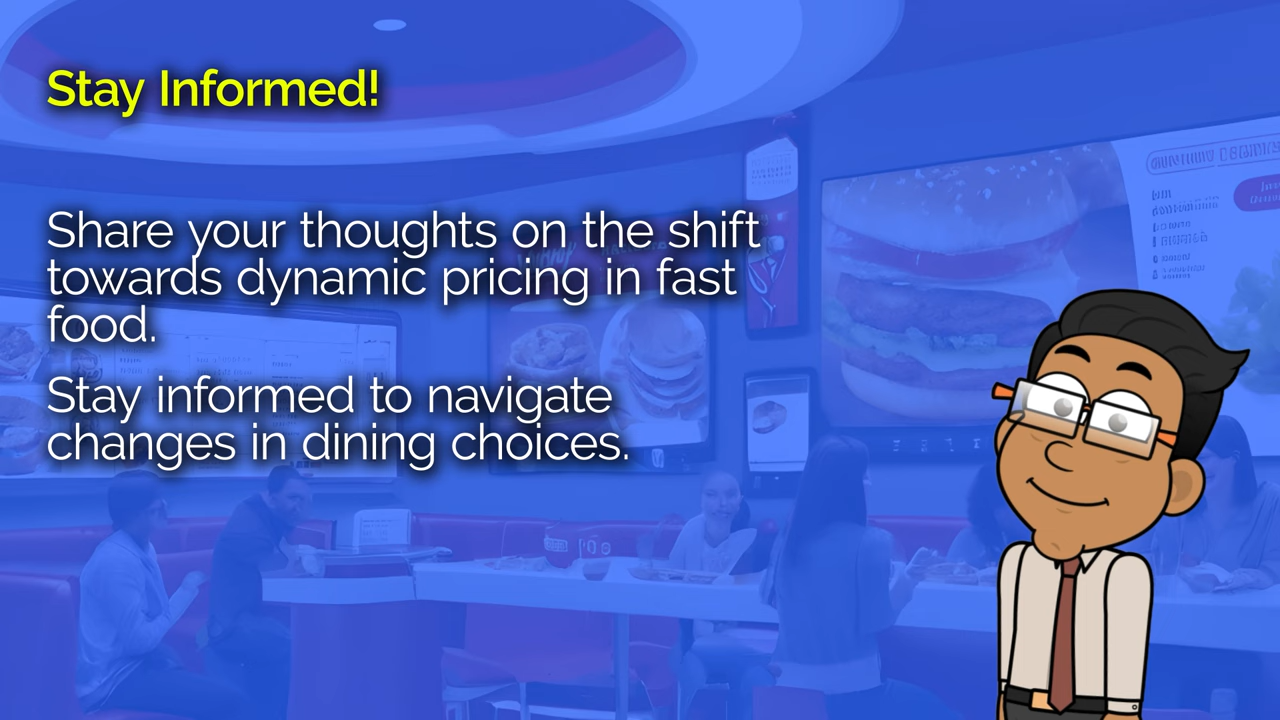 Stay Informed!
Share your thoughts on the shift
towards dynamic pricing in fast
food.
Stay informed to navigate
changes in dining choices.